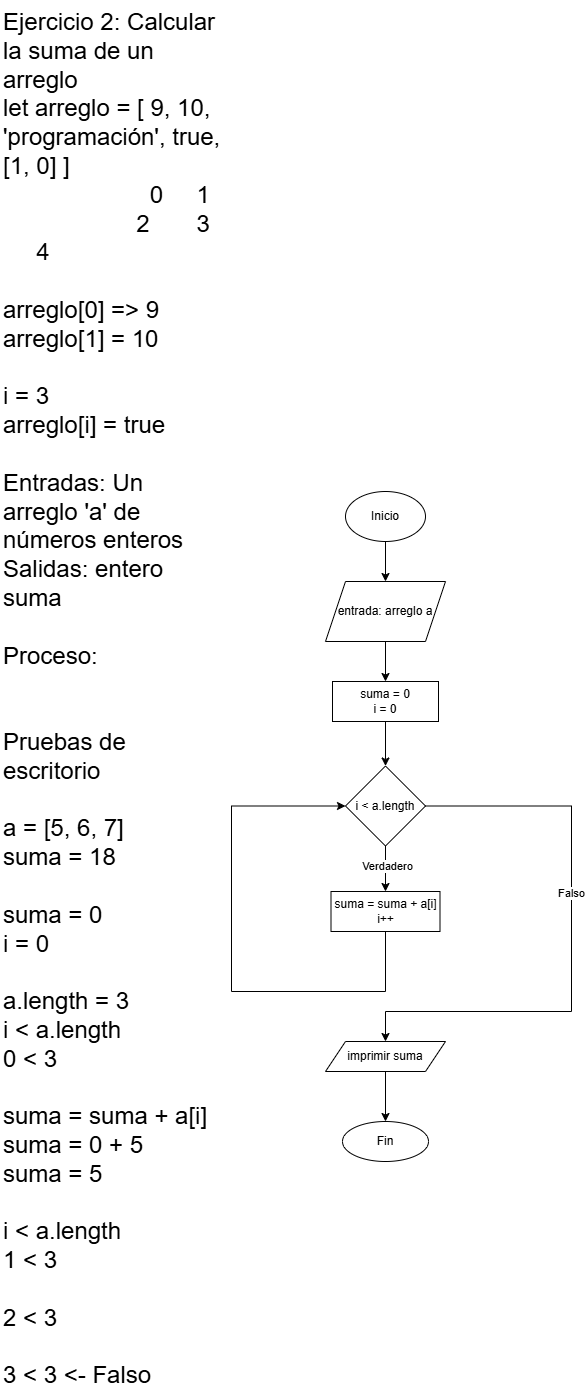 Ejercicio 2: Calcular
la suma de un
arreglo
let arreglo = [ 9, 10,
'programación', true,
[1, 0] ]
0 1
2 3
4
arreglo[0] => 9
arreglo[1] = 10
i = 3
arreglo[i] = true
Entradas: Un
arreglo 'a' de
números enteros
Salidas: entero
suma
Proceso:
Pruebas de
escritorio
a = [5, 6, 7]
suma = 18
suma = 0
i = 0
a.length = 3
i < a.length
0 < 3
suma = suma + a[i]
suma = 0 + 5
suma = 5
i < a.length
1 < 3
2 < 3
3 < 3 <- Falso
Inicio
entrada: arreglo a
suma = 0
i = 0
i < a.length
Verdadero
suma = suma + a[i]
i++
Falso
imprimir suma
Fin